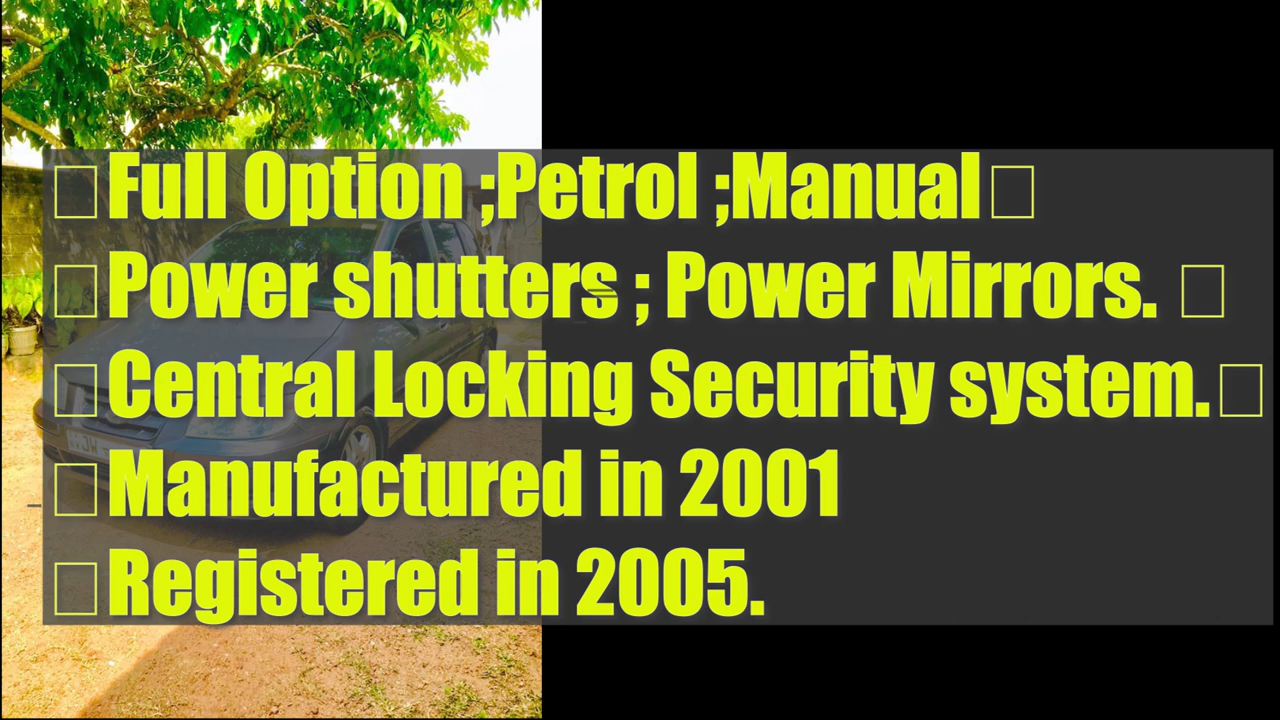 □Full Option ;Petrol ;Manual□
□Power shutters ; Power Mirrors. □
□Central Locking Security system.□
□Manufactured in 2001
□Registered in 2005.